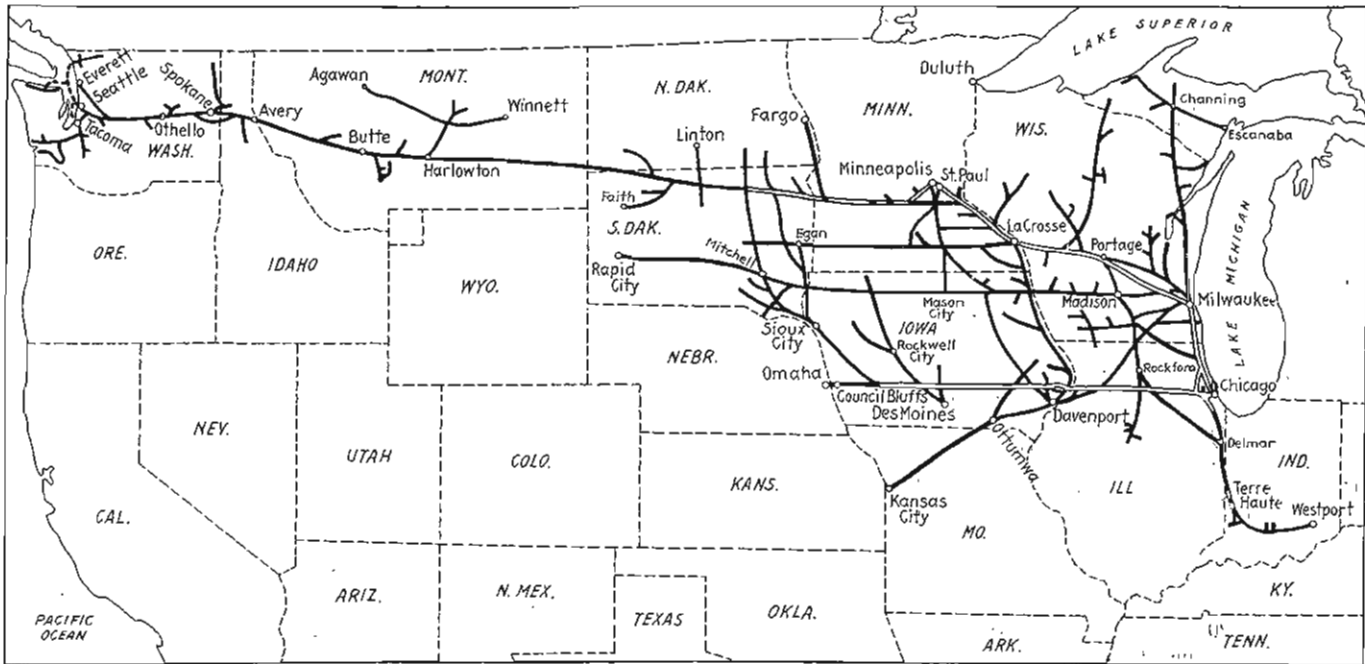 LAKE SUPERIOR
Everett
Seattle
Spokane
Tacoma
Othello
WASH.
Avery
Agawan
MONT.
Winnett
Butte
Harlowton
N. DAK.
Linton
Fargo
MINN.
Duluth
WIS.
Channing
Escanaba
Minneapolis
St. Paul
Faith
S. DAK.
Rapid
City
Mitchell
Egan
LaCrosse
Portage
LAKE MICHIGAN
ORE.
IDAHO
WYO.
Mason
City
Madison
Milwaukee
Sioux
City
IOWA
Rockwell
City
NEBR.
Omaha
Council Bluffs
Des Moines
Rockford
Chicago
Davenport
Ottumwa
Delmar
IND.
NEV.
UTAH
COLO.
KANS.
CAL.
Kansas
City
MO.
ILL
Terre
Haute
Westport
ARIZ.
N. MEX.
TEXAS
OKLA.
ARK.
KY.
TENN.
PACIFIC
OCEAN